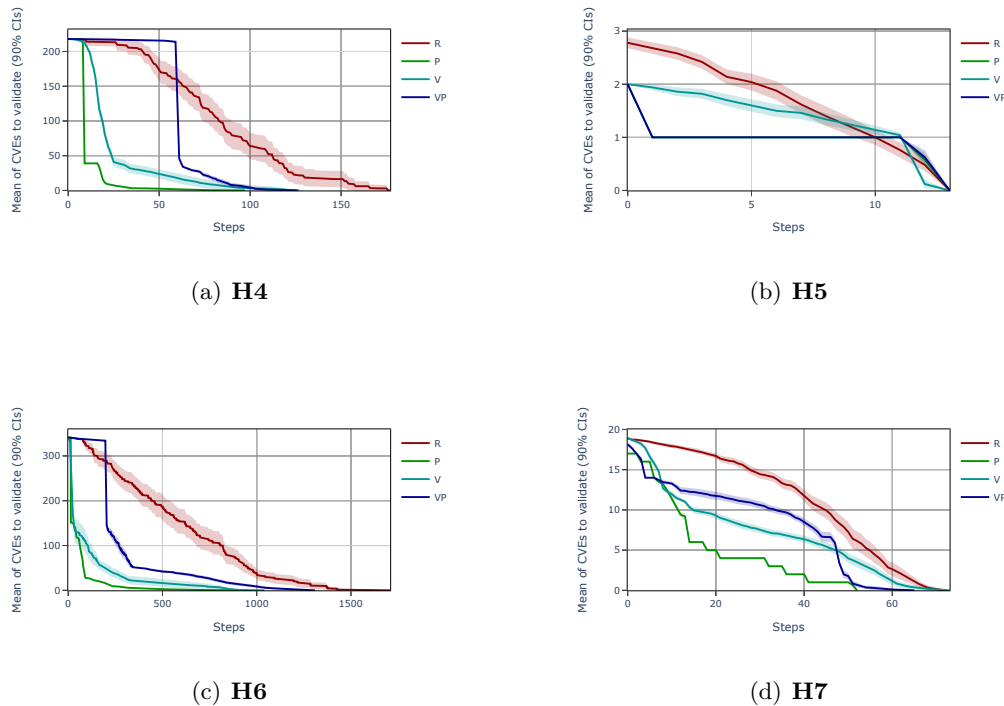 Mean of CVEs to validate (90% CIs)
200
150
100
50
0
0
50
100
150
Steps
R
P
V
VP
(a) H4
Mean of CVEs to validate (90% CIs)
3
2
1
0
0
5
10
Steps
R
P
V
VP
(b) H5
Mean of CVEs to validate (90% CIs)
300
200
100
0
0
500
1000
1500
Steps
R
P
V
VP
(c) H6
Mean of CVEs to validate (90% CIs)
20
15
10
5
0
0
20
40
60
Steps
R
P
V
VP
(d) H7